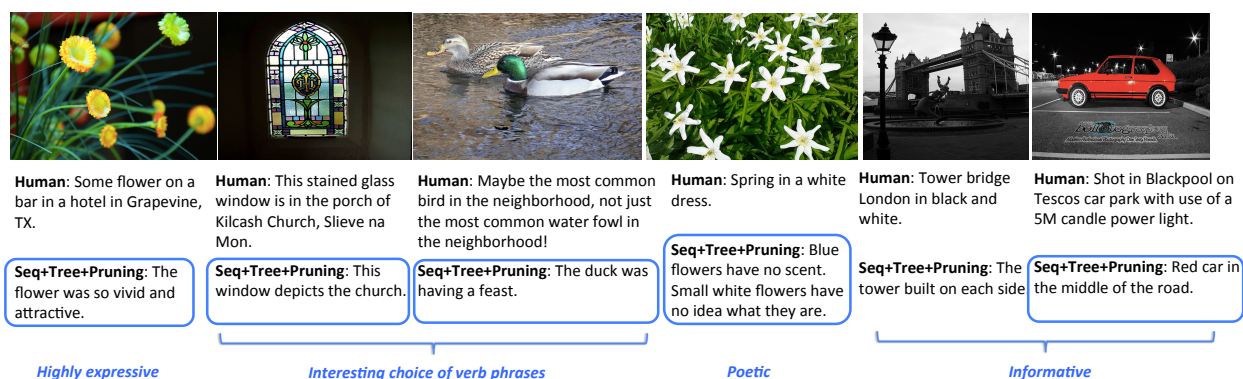 Human: Some flower on a
bar in a hotel in Grapevine,
TX.
Seq+Tree+Pruning: The
flower was so vivid and
attractive.
Highly expressive
Human: This stained glass
window is in the porch of
Kilcash Church, Slieve na
Mon.
Seq+Tree+Pruning: This
window depicts the church.
Human: Maybe the most common
bird in the neighborhood, not just
the most common water fowl in
the neighborhood!
Seq+Tree+Pruning: The duck was
having a feast.
Interesting choice of verb phrases
Human: Spring in a white
dress.
Seq+Tree+Pruning: Blue
flowers have no scent.
Small white flowers have
no idea what they are.
Poetic
Human: Tower bridge
London in black and
white.
Seq+Tree+Pruning: The
tower built on each side
Human: Shot in Blackpool on
Tescos car park with use of a
5M candle power light.
Seq+Tree+Pruning: Red car in
the middle of the road.
Informative